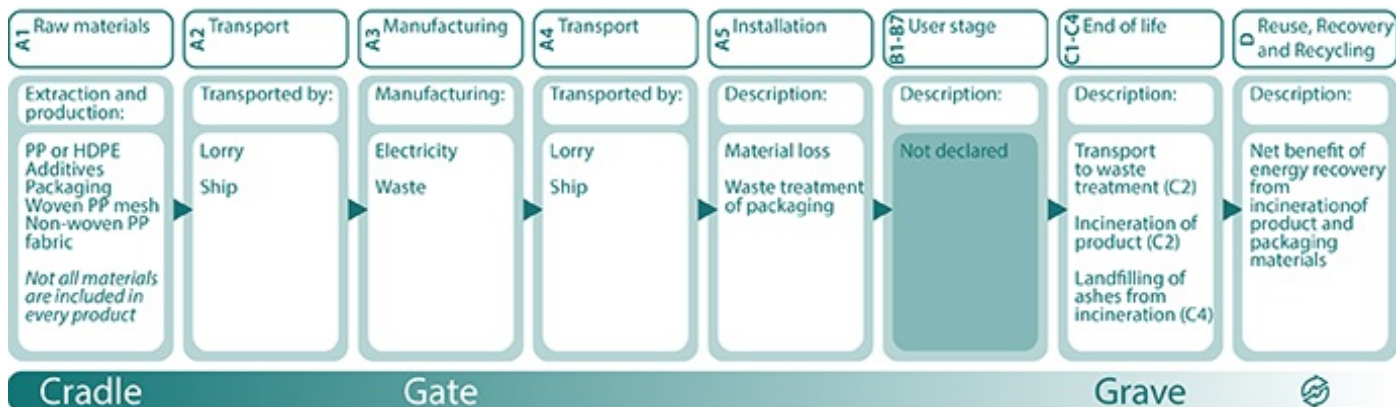 A1 Raw materials
Extraction and
production:
PP or HDPE
Additives
Packaging
Woven PP mesh
Non-woven PP
fabric
Not all materials
are included in
every product
A2 Transport
Transported by:
Lorry
Ship
A3 Manufacturing
Manufacturing:
Electricity
Waste
A4 Transport
Transported by:
Lorry
Ship
A5 Installation
Description:
Material loss
Waste treatment
of packaging
B1-B7 User stage
Description:
Not declared
C1-C4 End of life
Description:
Transport
to waste
treatment (C2)
Incineration of
product (C2)
Landfilling of
ashes from
incineration (C4)
D Reuse, Recovery
and Recycling
Description:
Net benefit of
energy recovery
from
incinerationof
product and
packaging
materials
Cradle
Gate
Grave